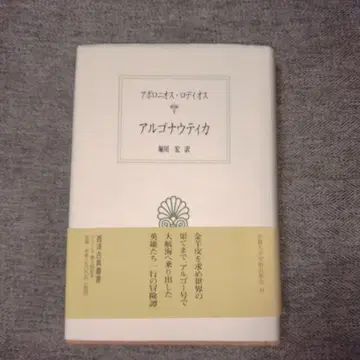 アポロニオス・ロディオス
アルゴナウティカ
堀川 宏 訳
金羊皮を求め世界の
果てまで アルゴー号で
大航海へ乗り出した
英雄たち一行の冒険譚
西洋古典叢書